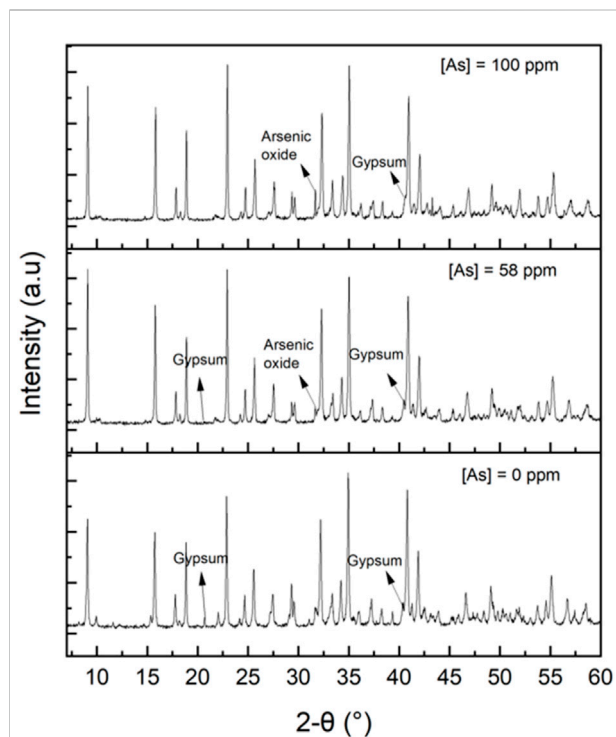 [As] = 100 ppm
Arsenic
oxide
Gypsum
[As] = 58 ppm
Gypsum
Arsenic
oxide
Gypsum
[As] = 0 ppm
Gypsum
Gypsum
Intensity (a.u)
10 15 20 25 30 35 40 45 50 55 60
2-θ (°)